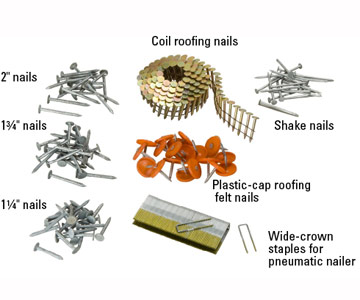 Coil roofing nails
2" nails
Shake nails
1¾" nails
Plastic-cap roofing
felt nails
1¼" nails
Wide-crown
staples for
pneumatic nailer